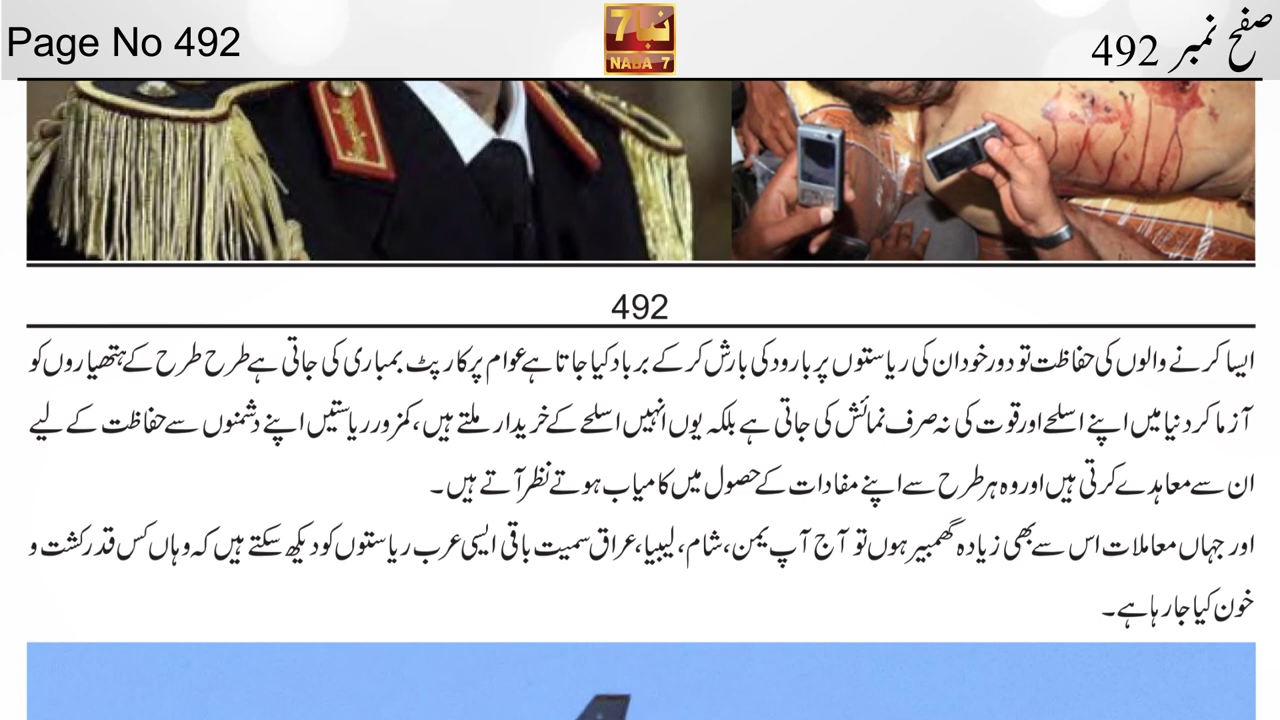 Page No 492
نبا 7
NABA 7
صفح نمبر 492
492
ایسا کرنے والوں کی حفاظت تو دور خود ان کی ریاستوں پر بارود کی بارش کر کے برباد کیا جاتا ہے عوام پر کارپٹ بمباری کی جاتی ہے طرح طرح کے ہتھیاروں کو
آزما کر دنیا میں اپنے اسلحے اور قوت کی نہ صرف نمائش کی جاتی ہے بلکہ یوں انہیں اسلحے کے خریدار ملتے ہیں، کمزور ریاستیں اپنے دشمنوں سے حفاظت کے لیے
ان سے معاہدے کرتی ہیں اور وہ ہر طرح سے اپنے مفادات کے حصول میں کامیاب ہوتے نظر آتے ہیں۔
اور جہاں معاملات اس سے بھی زیادہ گھمبیر ہوں تو آج آپ یمن، شام، لیبیا، عراق سمیت باقی ایسی عرب ریاستوں کو دیکھ سکتے ہیں کہ وہاں کس قدر کشت و
خون کیا جا رہا ہے۔